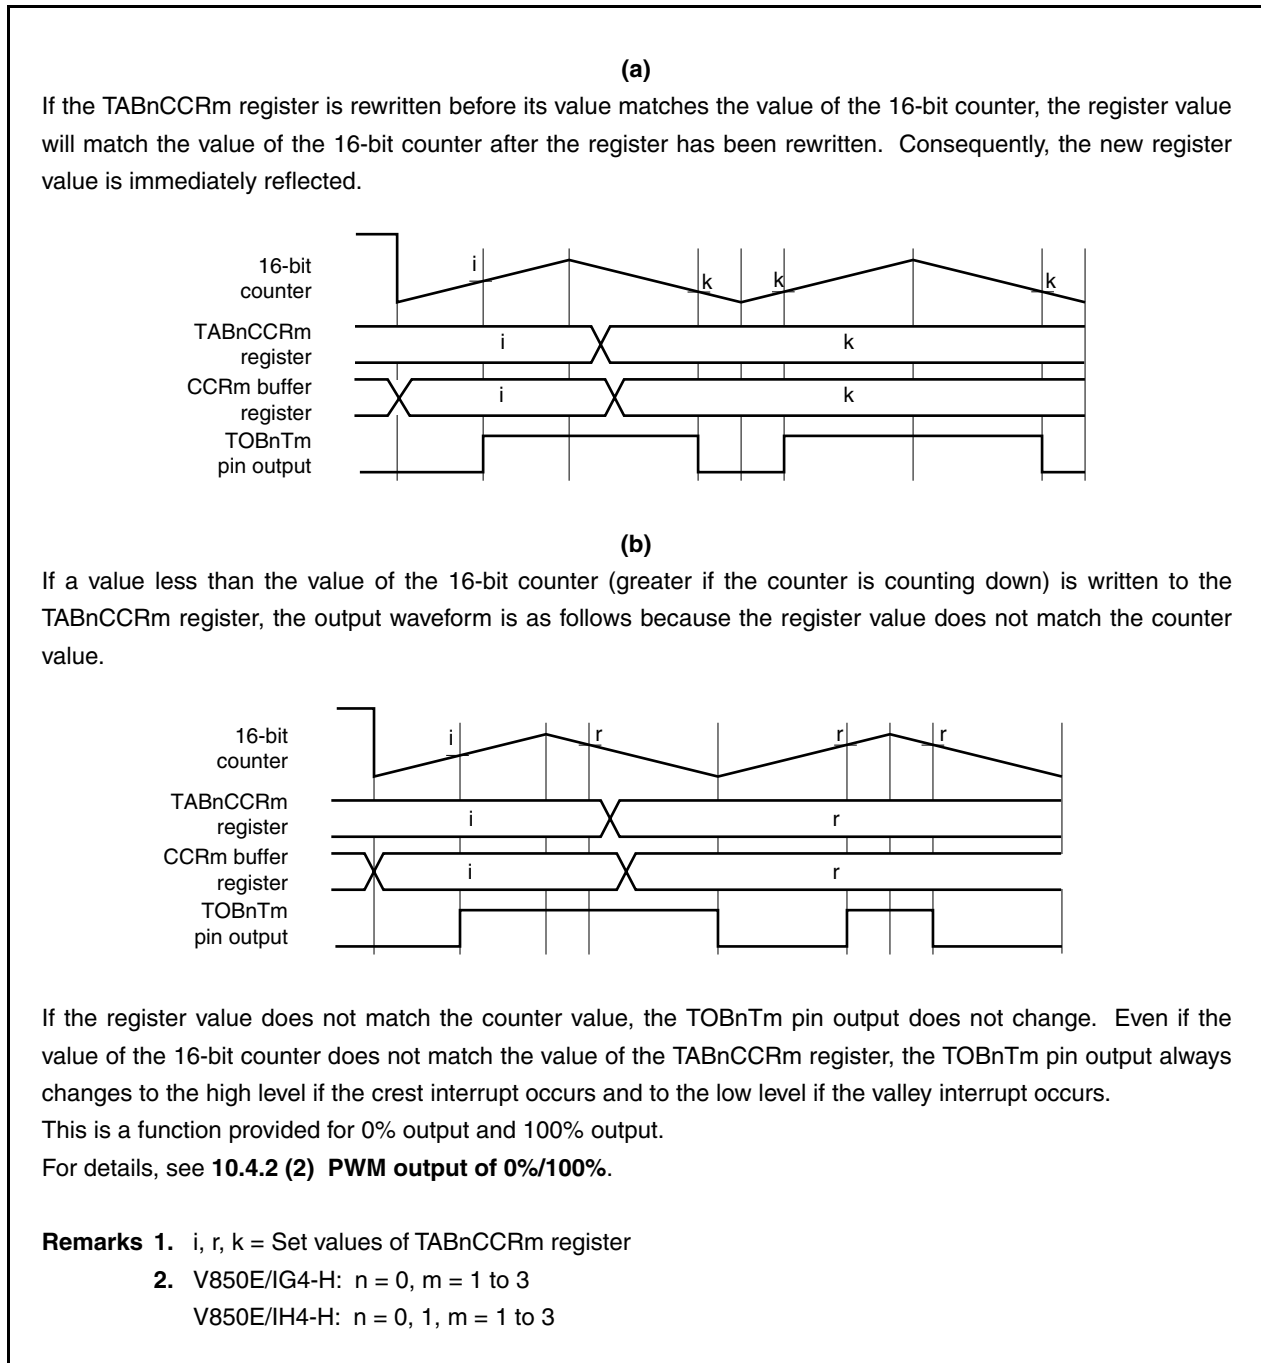 (a)
If the TABnCCRm register is rewritten before its value matches the value of the 16-bit counter, the register value
will match the value of the 16-bit counter after the register has been rewritten. Consequently, the new register
value is immediately reflected.
16-bit
counter
i
k
k
k
TABnCCRm
register
i
k
CCRm buffer
register
i
k
TOBnTm
pin output
(b)
If a value less than the value of the 16-bit counter (greater if the counter is counting down) is written to the
TABnCCRm register, the output waveform is as follows because the register value does not match the counter
value.
16-bit
counter
i
r
r
r
TABnCCRm
register
i
r
CCRm buffer
register
i
r
TOBnTm
pin output
If the register value does not match the counter value, the TOBnTm pin output does not change. Even if the
value of the 16-bit counter does not match the value of the TABnCCRm register, the TOBnTm pin output always
changes to the high level if the crest interrupt occurs and to the low level if the valley interrupt occurs.
This is a function provided for 0% output and 100% output.
For details, see 10.4.2 (2) PWM output of 0%/100%.
Remarks 1. i, r, k = Set values of TABnCCRm register
2. V850E/IG4-H: n = 0, m = 1 to 3
V850E/IH4-H: n = 0, 1, m = 1 to 3